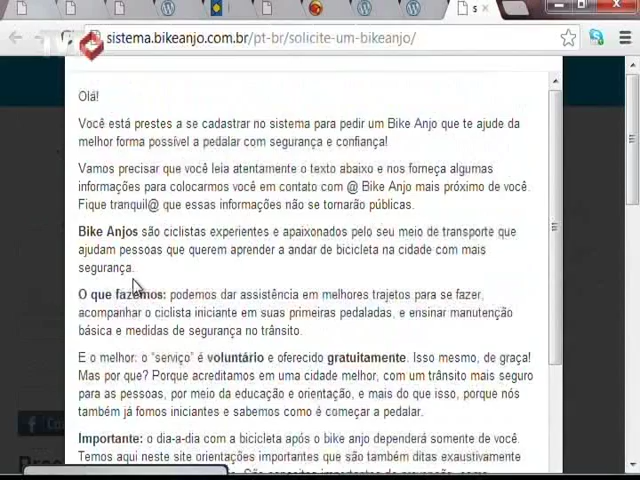 sistema.bikeanjo.com.br/pt-br/solicite-um-bikeanjo/
Olá!
Você está prestes a se cadastrar no sistema para pedir um Bike Anjo que te ajude da
melhor forma possível a pedalar com segurança e confiança!
Vamos precisar que você leia atentamente o texto abaixo e nos forneça algumas
informações para colocarmos você em contato com @ Bike Anjo mais próximo de você.
Fique tranquil@ que essas informações não se tornarão públicas.
Bike Anjos são ciclistas experientes e apaixonados pelo seu meio de transporte que
ajudam pessoas que querem aprender a andar de bicicleta na cidade com mais
segurança.
O que fazemos: podemos dar assistência em melhores trajetos para se fazer,
acompanhar o ciclista iniciante em suas primeiras pedaladas, e ensinar manutenção
básica e medidas de segurança no trânsito.
E o melhor: o "serviço" é voluntário e oferecido gratuitamente. Isso mesmo, de graça!
Mas por que? Porque acreditamos em uma cidade melhor, com um trânsito mais seguro
para as pessoas, por meio da educação e orientação, e mais do que isso, porque nós
também já fomos iniciantes e sabemos como é começar a pedalar.
Importante: o dia-a-dia com a bicicleta após o bike anjo dependerá somente de você.
Temos aqui neste site orientações importantes que são também ditas exaustivamente